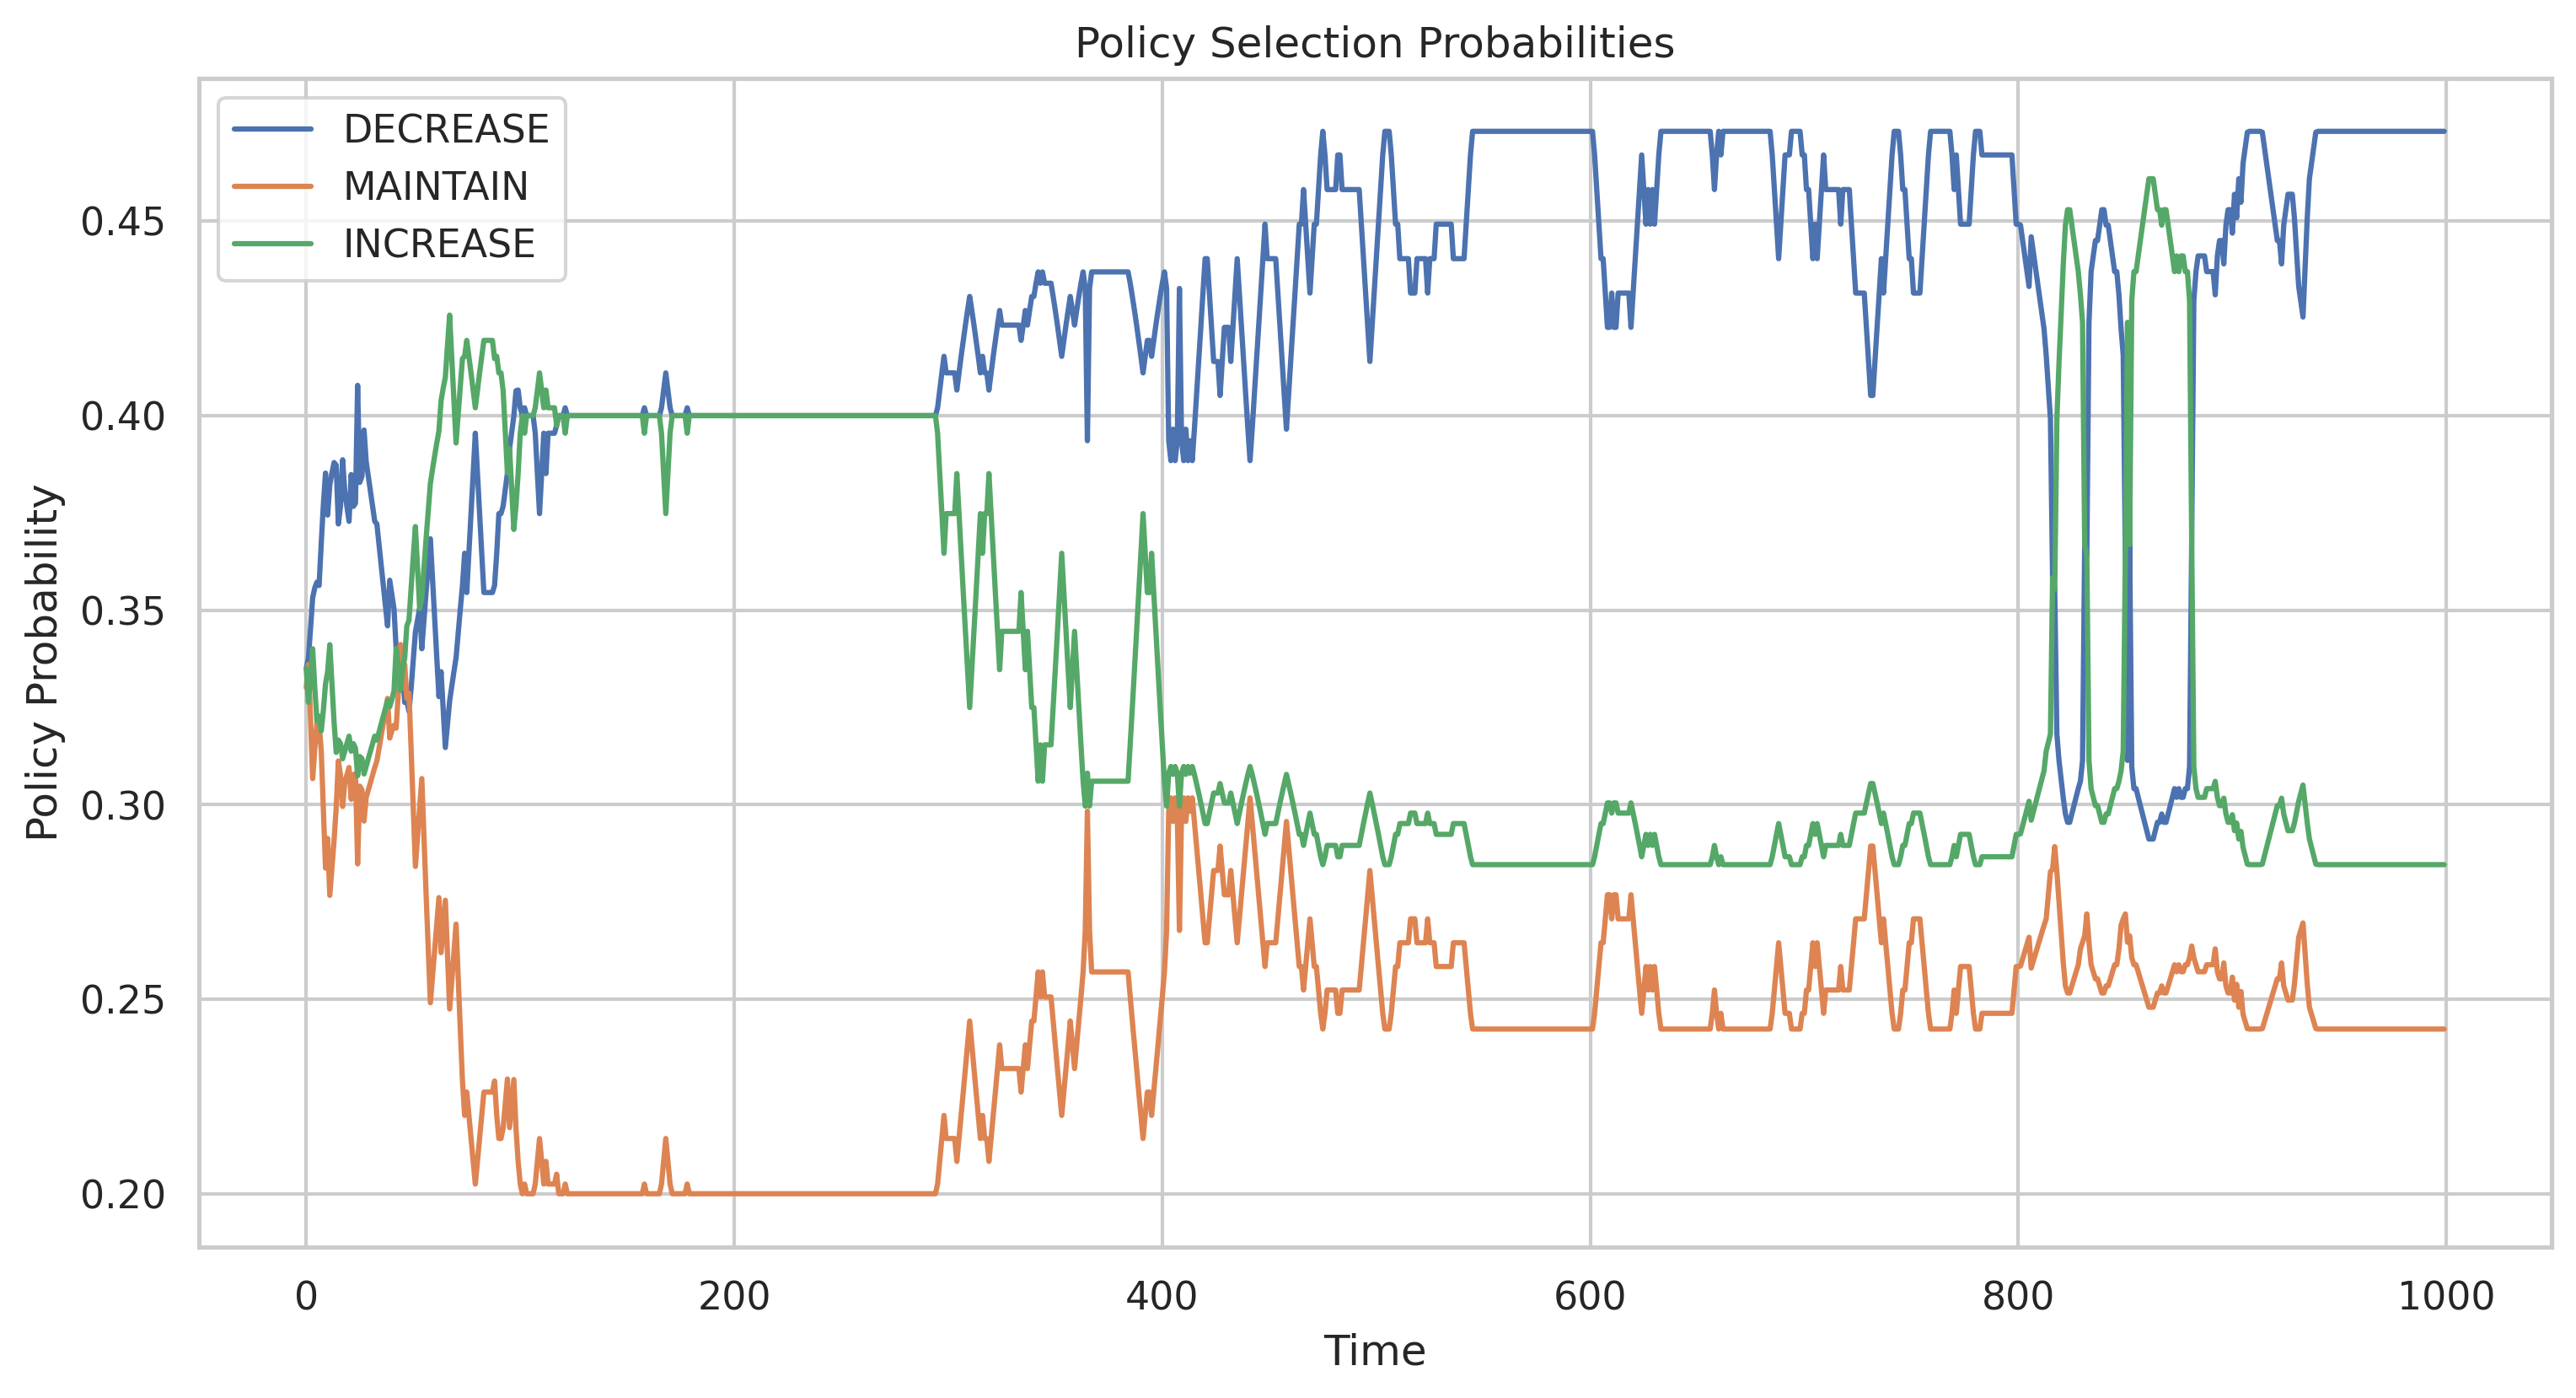 Policy Selection Probabilities
DECREASE
MAINTAIN
INCREASE
Policy Probability
0.45
0.40
0.35
0.30
0.25
0.20
0 200 400 600 800 1000
Time